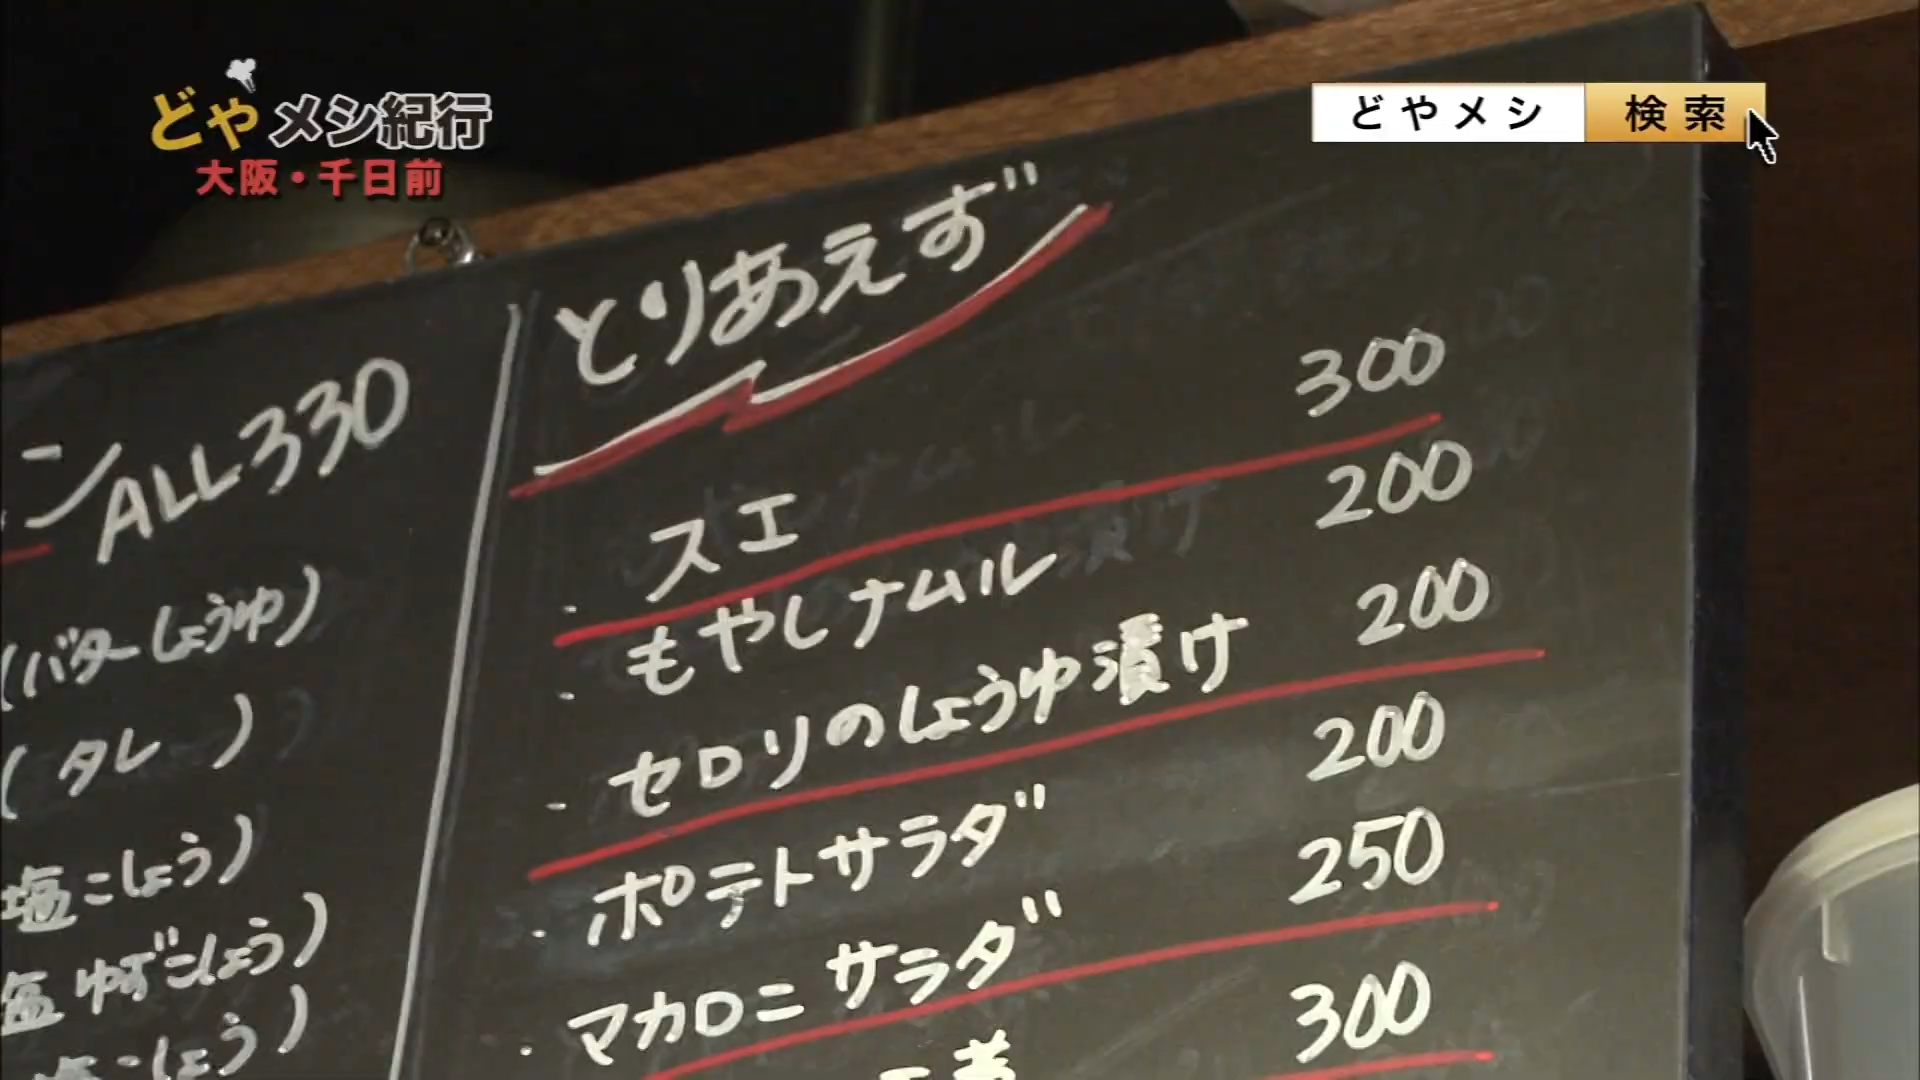 どやメシ紀行
大阪・千日前
どやメシ 検索
ALL330
(バターしょうゆ)
(タレ)
塩こしょう)
塩ゆずこしょう)
こしょう)
とりあえず
・スエ 300
・もやしナムル 200
・セロリのしょうゆ漬け 200
・ポテトサラダ 200
・マカロニサラダ 250
300